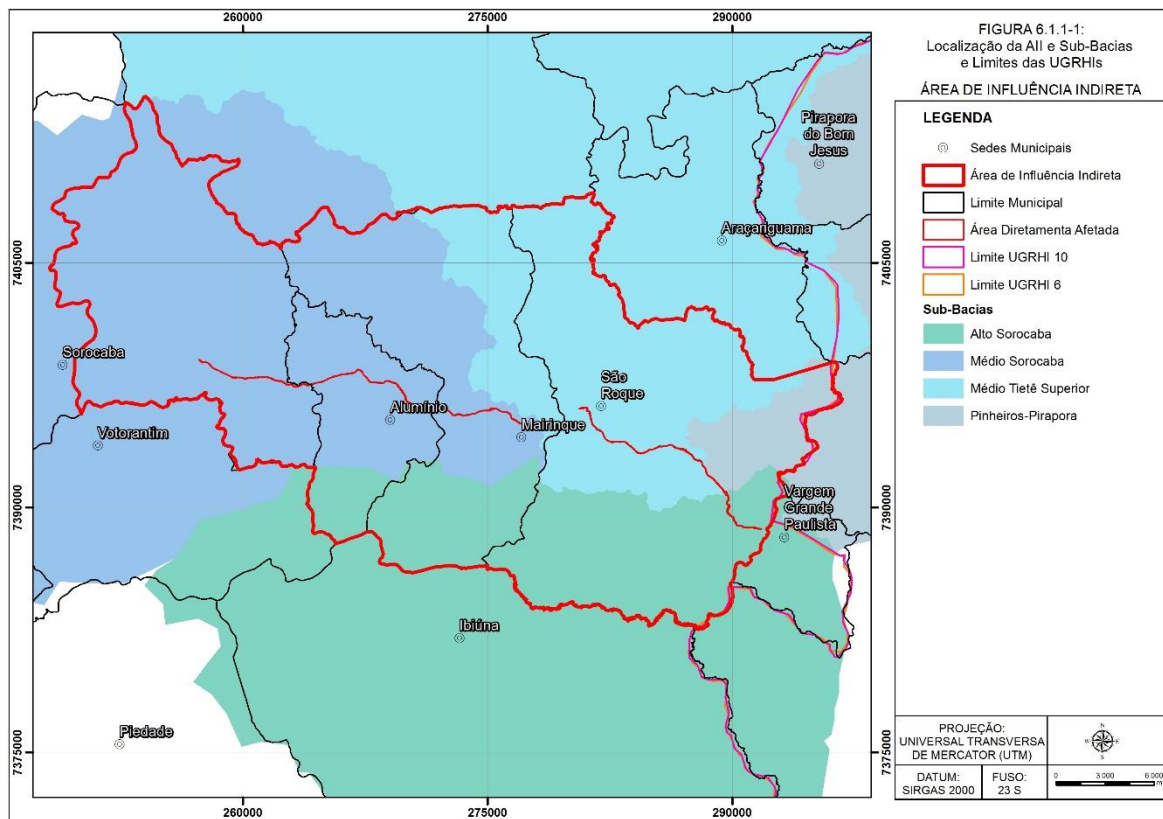 260000
275000
290000
7405000
7390000
7375000
7405000
7390000
7375000
260000
275000
290000
Pirapora
do Bom
Jesus
Araçariguama
Sorocaba
São
Roque
Alumínio
Mairinque
Votorantim
Vargem
Grande
Paulista
Ibiúna
Piedade
FIGURA 6.1.1-1:
Localização da AII e Sub-Bacias
e Limites das UGRHIs
ÁREA DE INFLUÊNCIA INDIRETA
LEGENDA
Sedes Municipais
Área de Influência Indireta
Limite Municipal
Área Diretamenta Afetada
Limite UGRHI 10
Limite UGRHI 6
Sub-Bacias
Alto Sorocaba
Médio Sorocaba
Médio Tietê Superior
Pinheiros-Pirapora
PROJEÇÃO:
UNIVERSAL TRANSVERSA
DE MERCATOR (UTM)
DATUM:
SIRGAS 2000
FUSO:
23 S
N
W
E
S
0 3.000 6.000
m